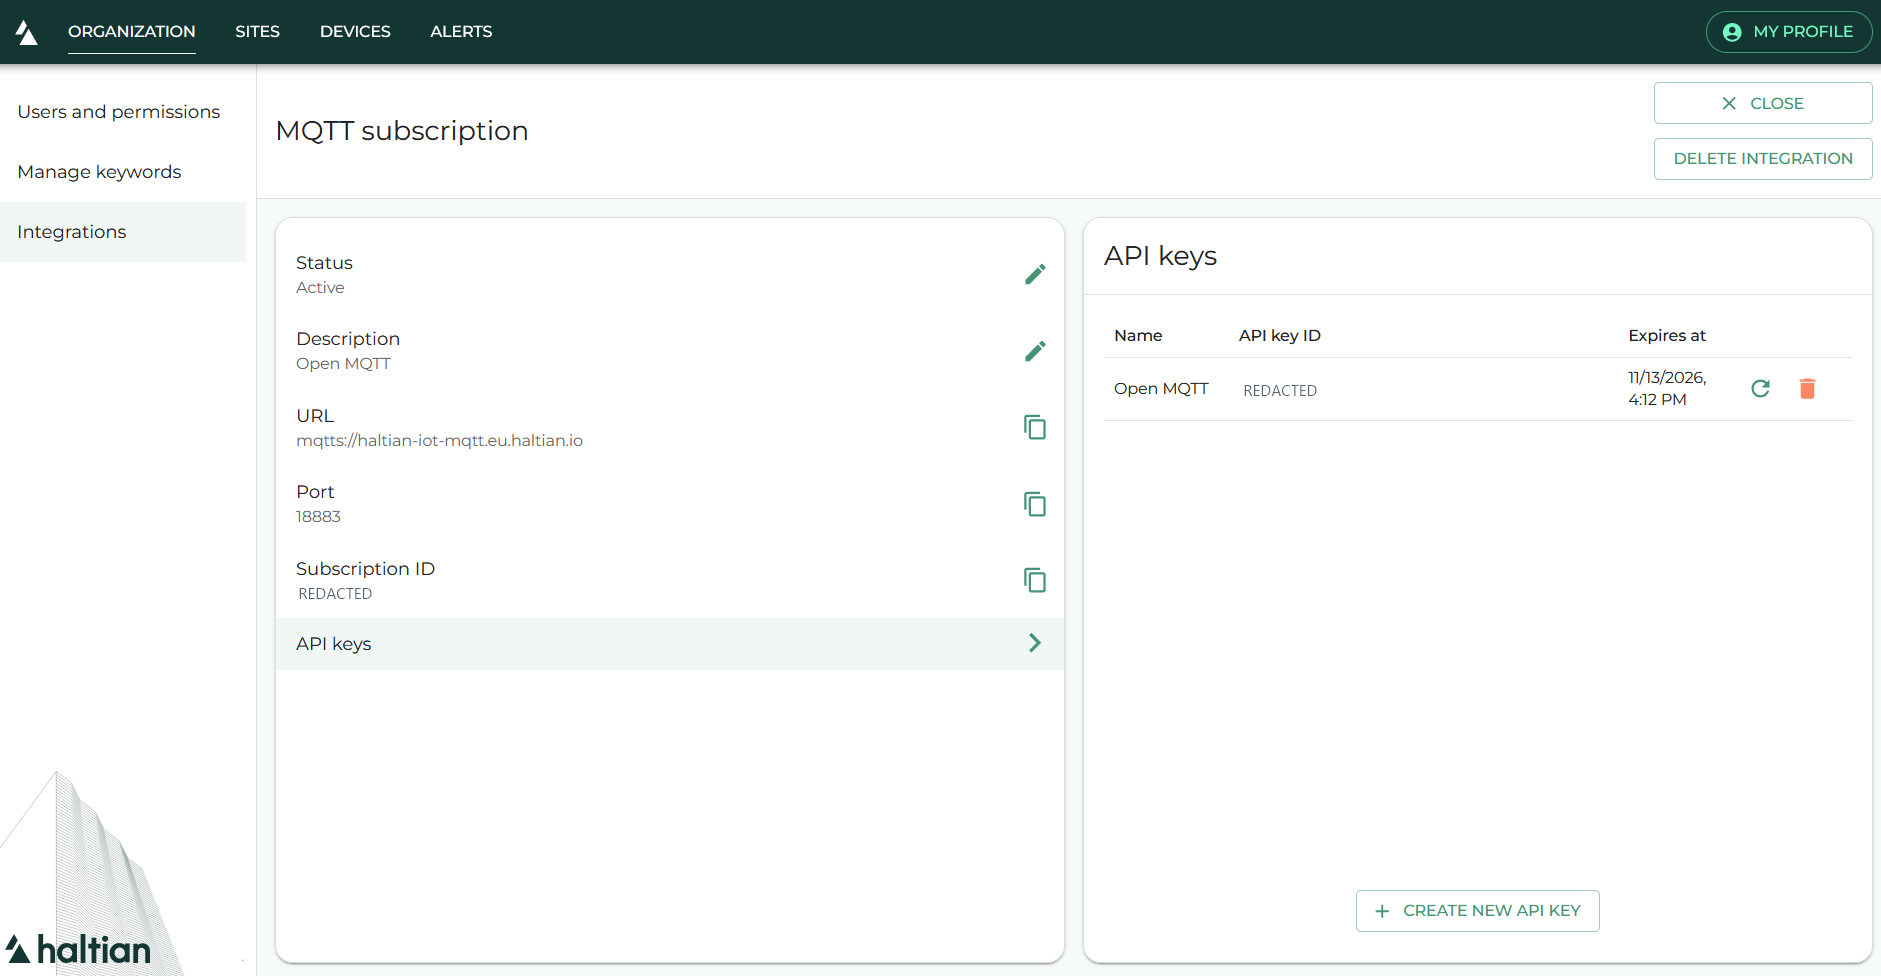 ORGANIZATION SITES DEVICES ALERTS MY PROFILE
Users and permissions
Manage keywords
Integrations
MQTT subscription
CLOSE
DELETE INTEGRATION
Status
Active
Description
Open MQTT
URL
mqtts://haltian-iot-mqtt.eu.haltian.io
Port
18883
Subscription ID
REDACTED
API keys
API keys
Name API key ID Expires at
Open MQTT REDACTED 11/13/2026,
4:12 PM
CREATE NEW API KEY
haltian